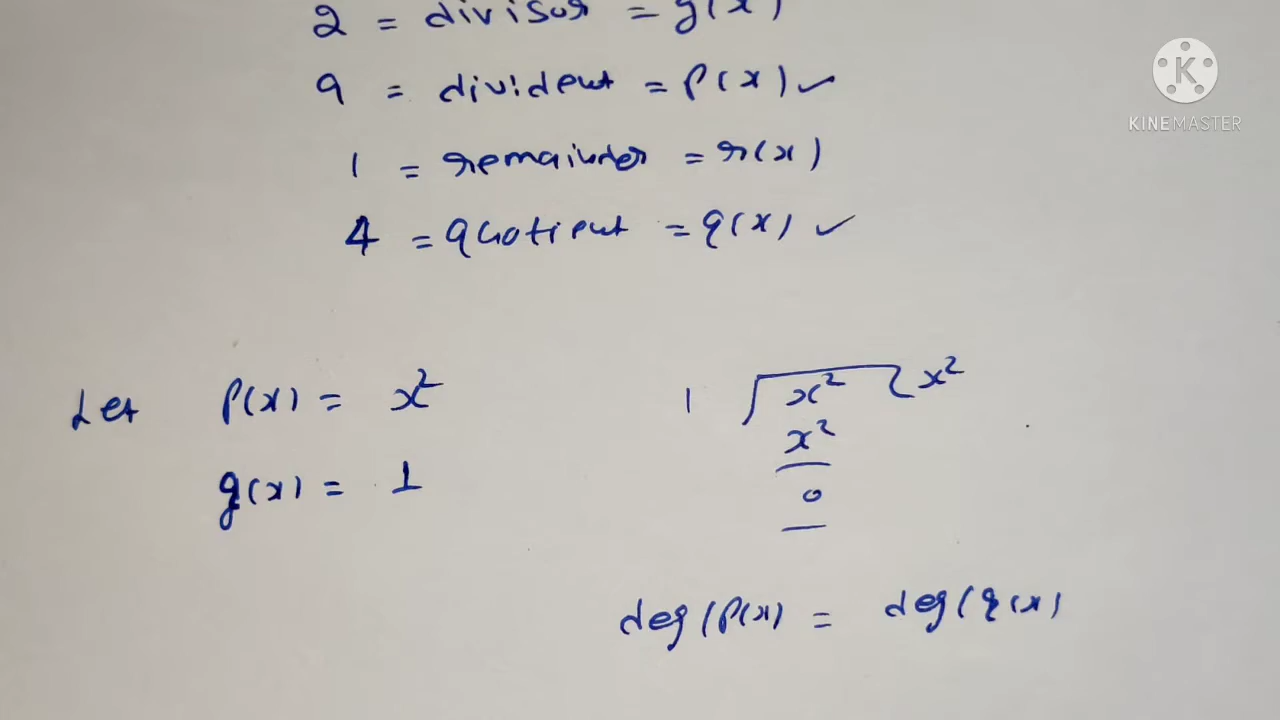 2 = divisor = g(x)
9 = divident = P(x) ✓
1 = remainder = r(x)
4 = quotient = q(x) ✓
KINEMASTER
Let P(x) = x²
g(x) = 1
1 x² x²
x²
0
deg(P(x) = deg(q(x)